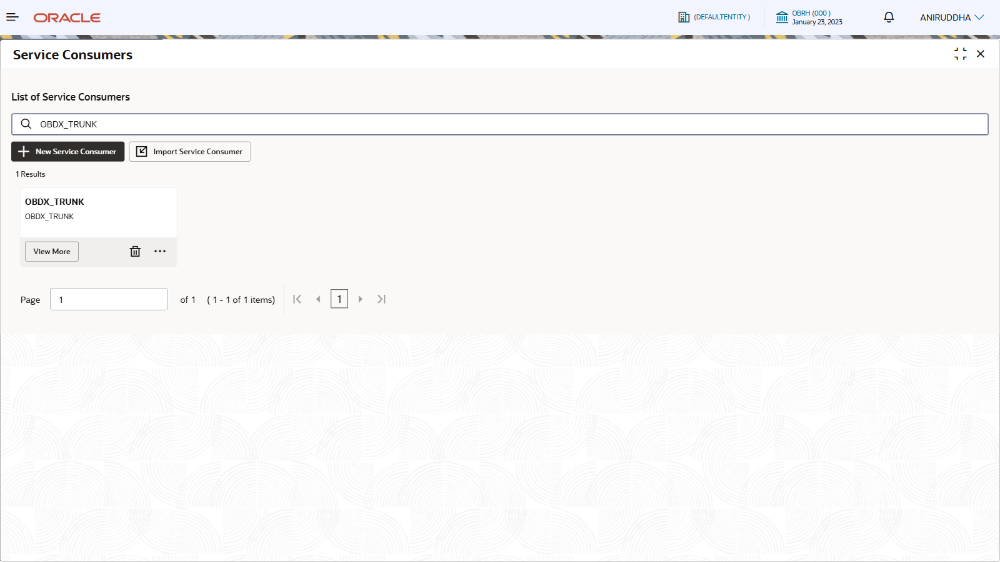 ORACLE
(DEFAULTENTITY )
OBRH (000 )
January 23, 2023
ANIRUDDHA
Service Consumers
List of Service Consumers
OBDX_TRUNK
New Service Consumer
Import Service Consumer
1 Results
OBDX_TRUNK
OBDX_TRUNK
View More
Page 1 of 1 ( 1 - 1 of 1 items) 1